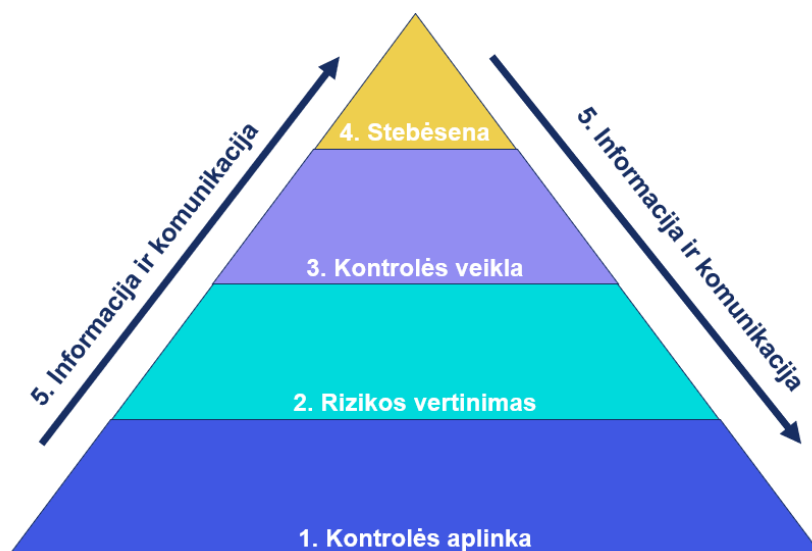 4. Stebėsena
5. Informacija ir komunikacija
5. Informacija ir komunikacija
3. Kontrolės veikla
2. Rizikos vertinimas
1. Kontrolės aplinka